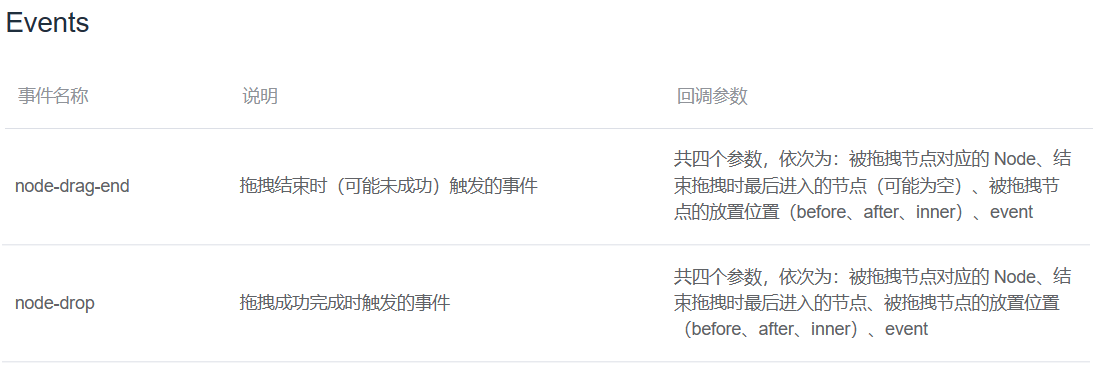 Events
事件名称 说明 回调参数
共四个参数，依次为：被拖拽节点对应的 Node、结
node-drag-end 拖拽结束时（可能未成功）触发的事件 束拖拽时最后进入的节点（可能为空）、被拖拽节
点的放置位置（before、after、inner）、event
共四个参数，依次为：被拖拽节点对应的 Node、结
node-drop 拖拽成功完成时触发的事件 束拖拽时最后进入的节点、被拖拽节点的放置位置
（before、after、inner）、event